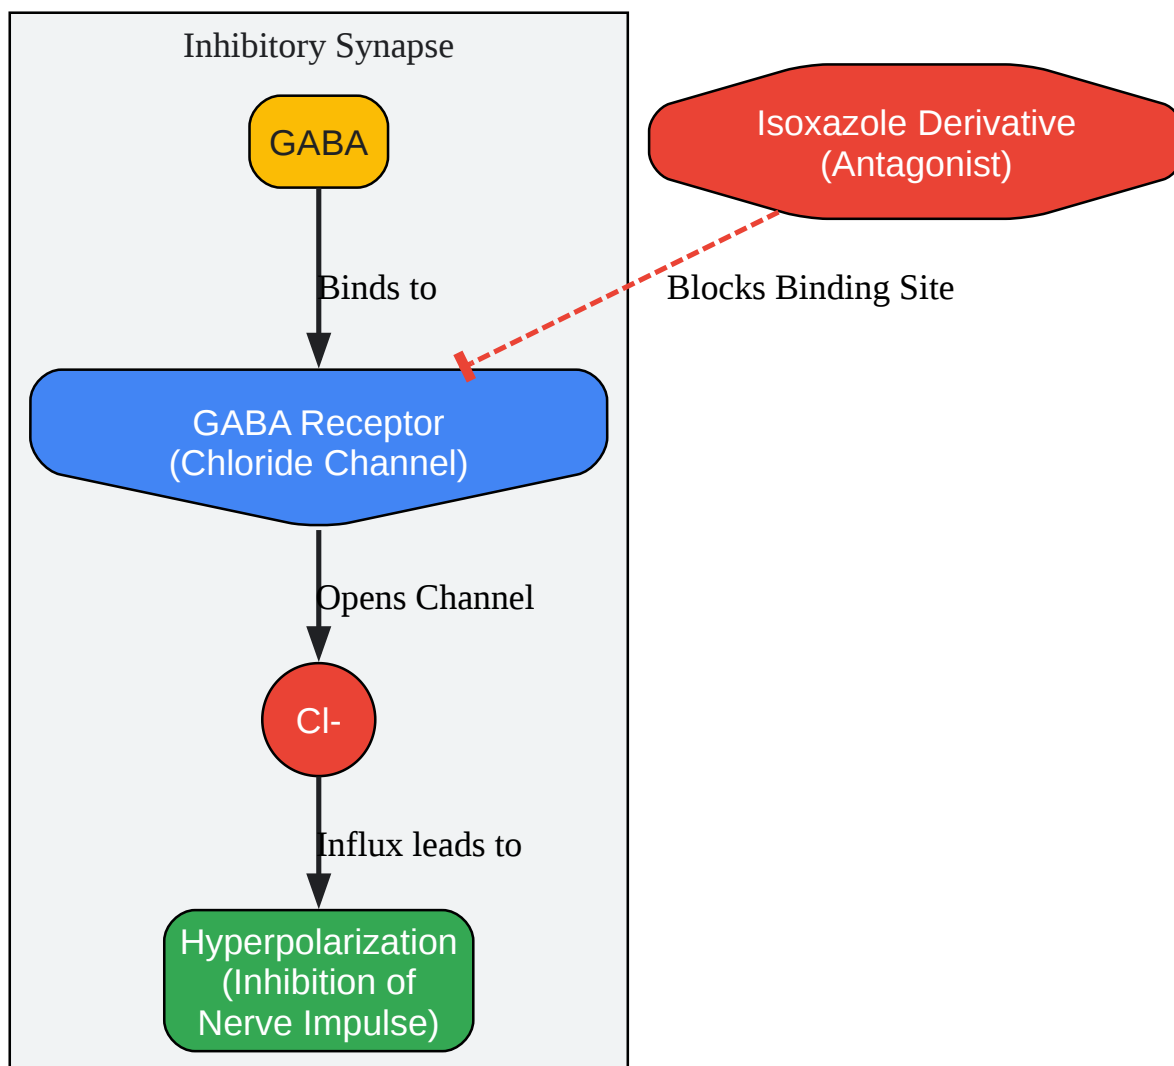 Inhibitory Synapse
GABA
Isoxazole Derivative
(Antagonist)
Binds to
Blocks Binding Site
GABA Receptor
(Chloride Channel)
Opens Channel
Cl-
Influx leads to
Hyperpolarization
(Inhibition of
Nerve Impulse)